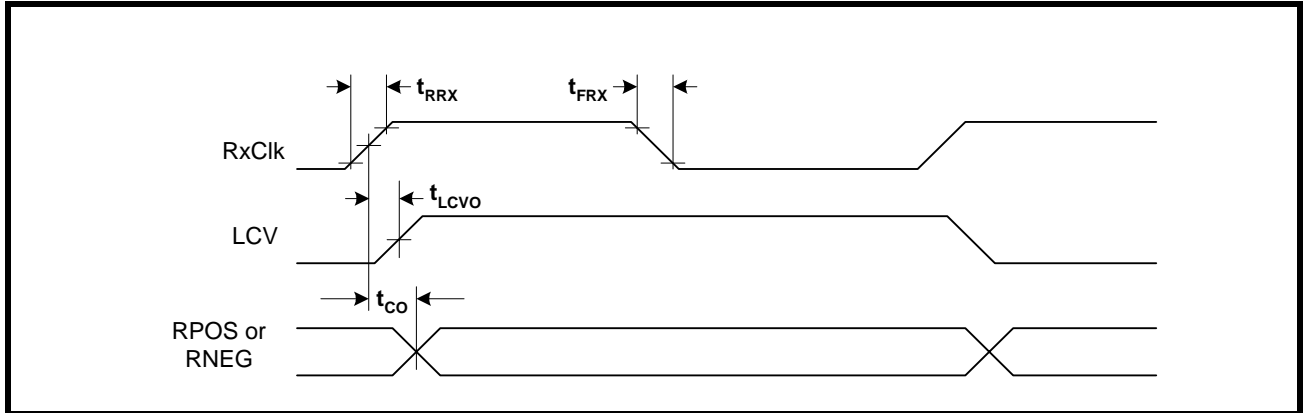 tRRX
tFRX
RxClk
tLCVO
LCV
tCO
RPOS or
RNEG